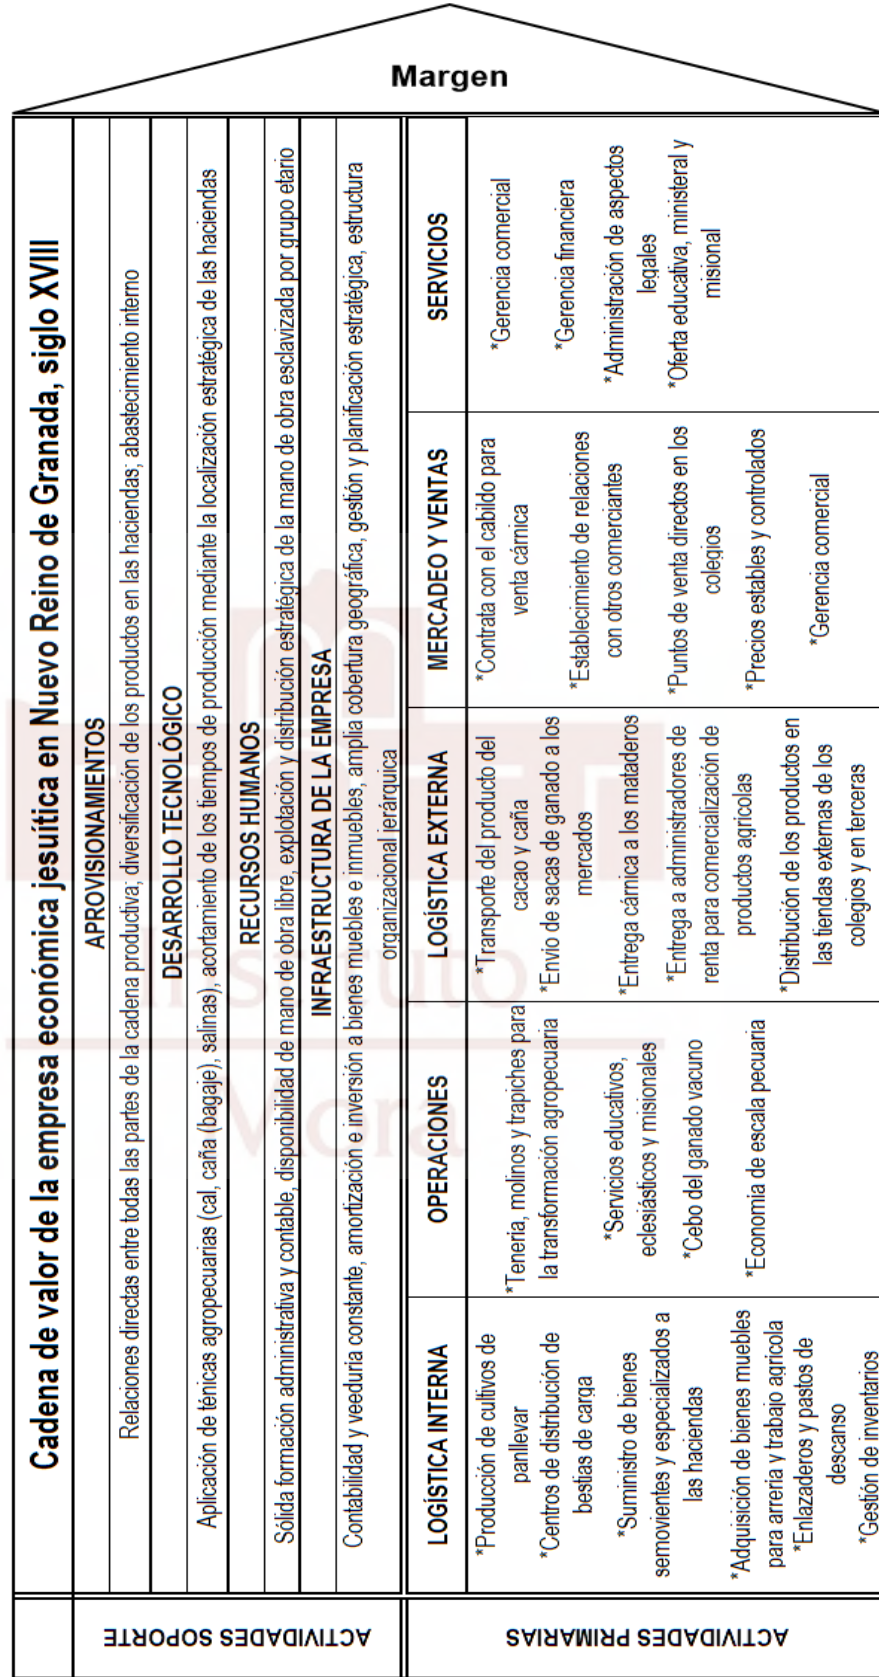 Cadena de valor de la empresa económica jesuítica en Nuevo Reino de Granada, siglo XVIII
ACTIVIDADES SOPORTE
APROVISIONAMIENTOS
Relaciones directas entre todas las partes de la cadena productiva; diversificación de los productos en las haciendas; abastecimiento interno
DESARROLLO TECNOLÓGICO
Aplicación de ténicas agropecuarias (cal, caña (bagaje), salinas), acortamiento de los tiempos de producción mediante la localización estratégica de las haciendas
RECURSOS HUMANOS
Sólida formación administrativa y contable, disponibilidad de mano de obra libre, explotación y distribución estratégica de la mano de obra esclavizada por grupo etario
INFRAESTRUCTURA DE LA EMPRESA
Contabilidad y veeduría constante, amortización e inversión a bienes muebles e inmuebles, amplia cobertura geográfica, gestión y planificación estratégica, estructura
organizacional jerárquica
ACTIVIDADES PRIMARIAS
LOGÍSTICA INTERNA
*Producción de cultivos de
panllevar
*Centros de distribución de
bestias de carga
*Suministro de bienes
semovientes y especializados a
las haciendas
*Adquisición de bienes muebles
para arreria y trabajo agrícola
*Enlazaderos y pastos de
descanso
*Gestión de inventarios
OPERACIONES
*Tenería, molinos y trapiches para
la transformación agropecuaria
*Servicios educativos,
eclesiásticos y misionales
*Cebo del ganado vacuno
*Economía de escala pecuaria
LOGÍSTICA EXTERNA
*Transporte del producto del
cacao y caña
*Envío de sacas de ganado a los
mercados
*Entrega cárnica a los mataderos
*Entrega a administradores de
renta para comercialización de
productos agrícolas
*Distribución de los productos en
las tiendas externas de los
colegios y en terceras
MERCADEO Y VENTAS
*Contrata con el cabildo para
venta cárnica
*Establecimiento de relaciones
con otros comerciantes
*Puntos de venta directos en los
colegios
*Precios estables y controlados
*Gerencia comercial
SERVICIOS
*Gerencia comercial
*Gerencia financiera
*Administración de aspectos
legales
*Oferta educativa, ministeral y
misional
Margen
Instituto
Mora